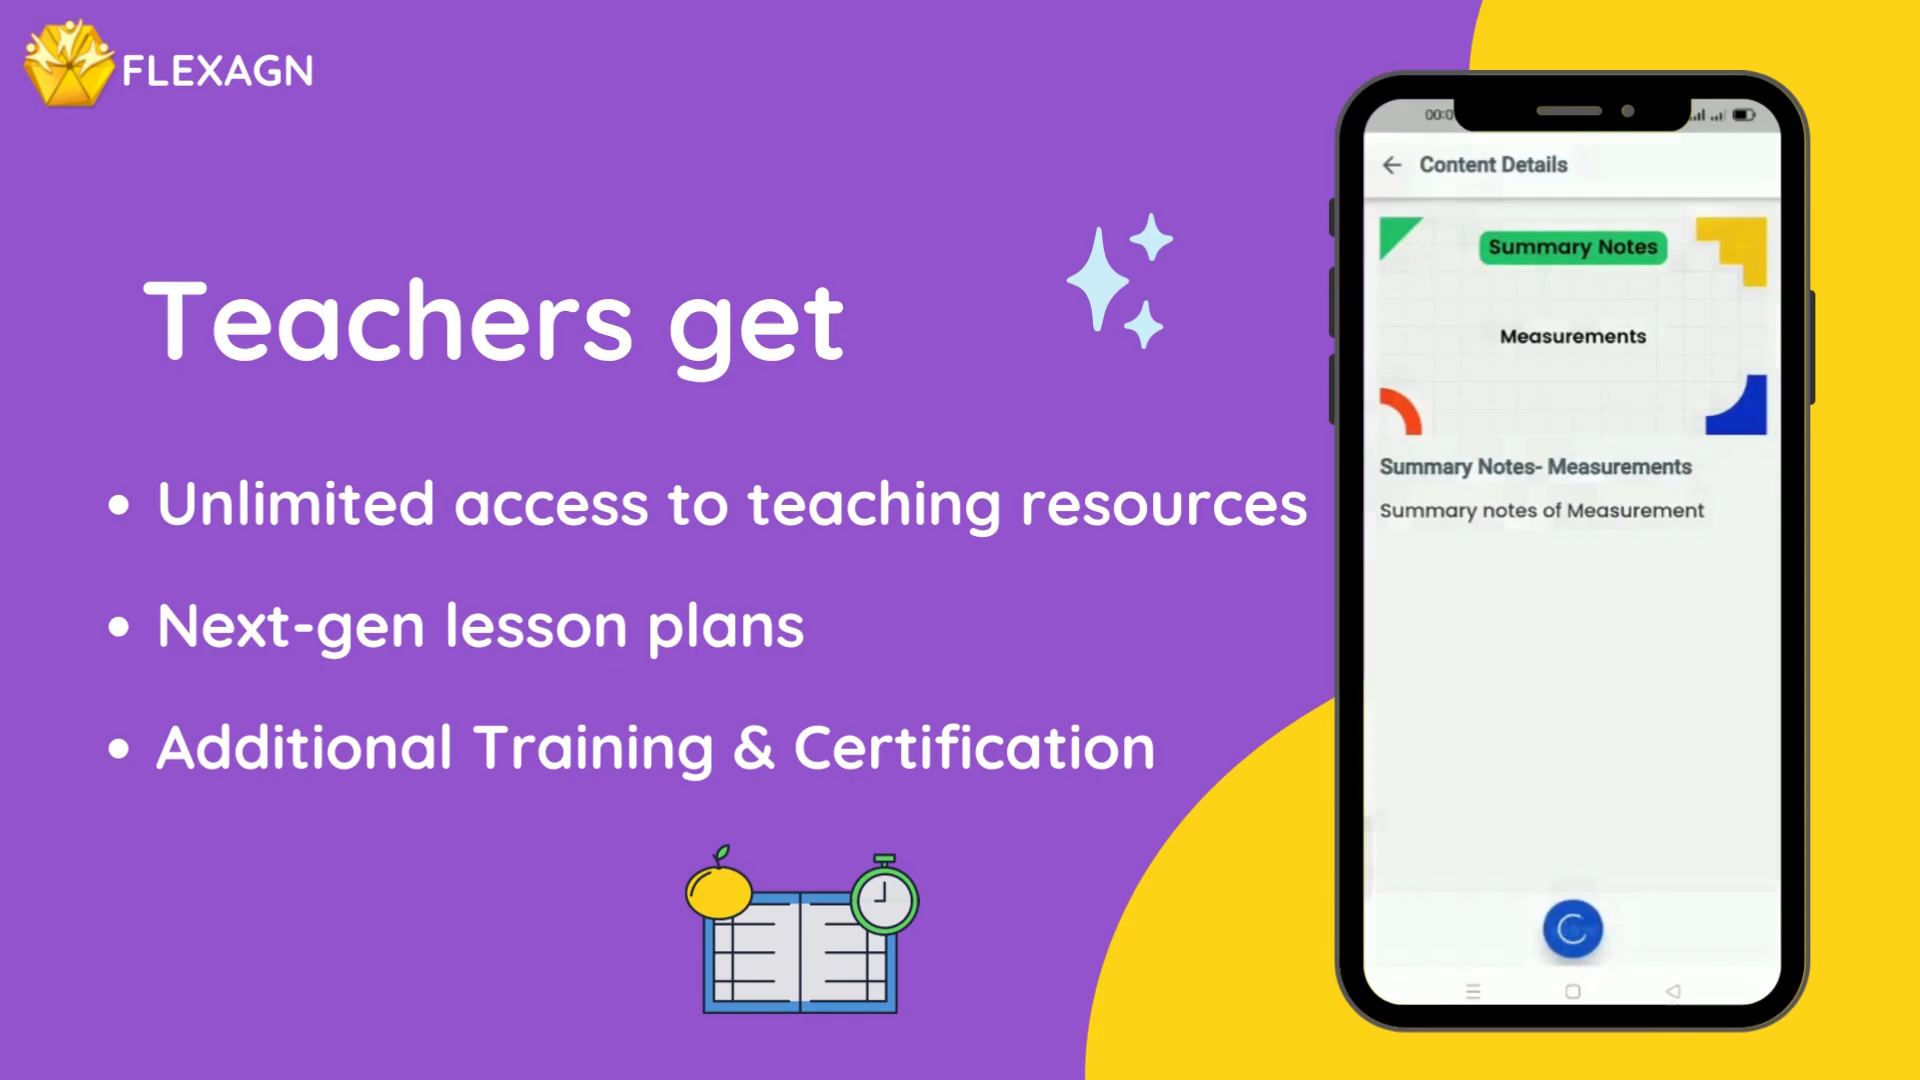 FLEXAGN
Teachers get
• Unlimited access to teaching resources
• Next-gen lesson plans
• Additional Training & Certification
Content Details
Summary Notes
Measurements
Summary Notes- Measurements
Summary notes of Measurement